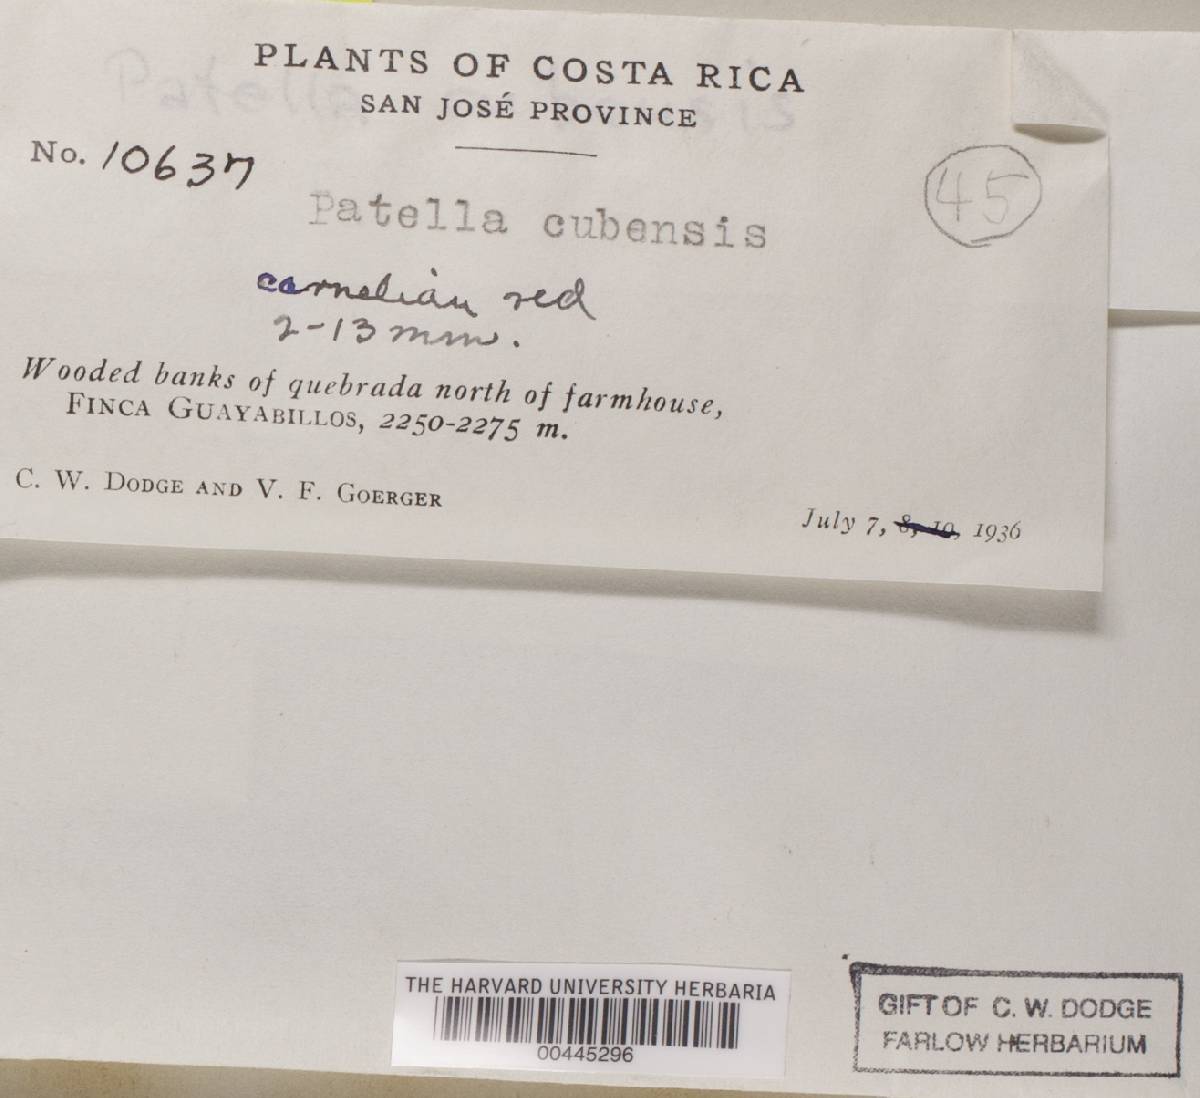 PLANTS OF COSTA RICA
SAN JOSÉ PROVINCE
No. 10637
45
Patella cubensis
carnelian red
2-13 mm.
Wooded banks of quebrada north of farmhouse,
FINCA GUAYABILLOS, 2250-2275 m.
C. W. DODGE AND V. F. GOERGER
July 7, 8, 10, 1936
THE HARVARD UNIVERSITY HERBARIA
00445296
GIFT OF C. W. DODGE
FARLOW HERBARIUM